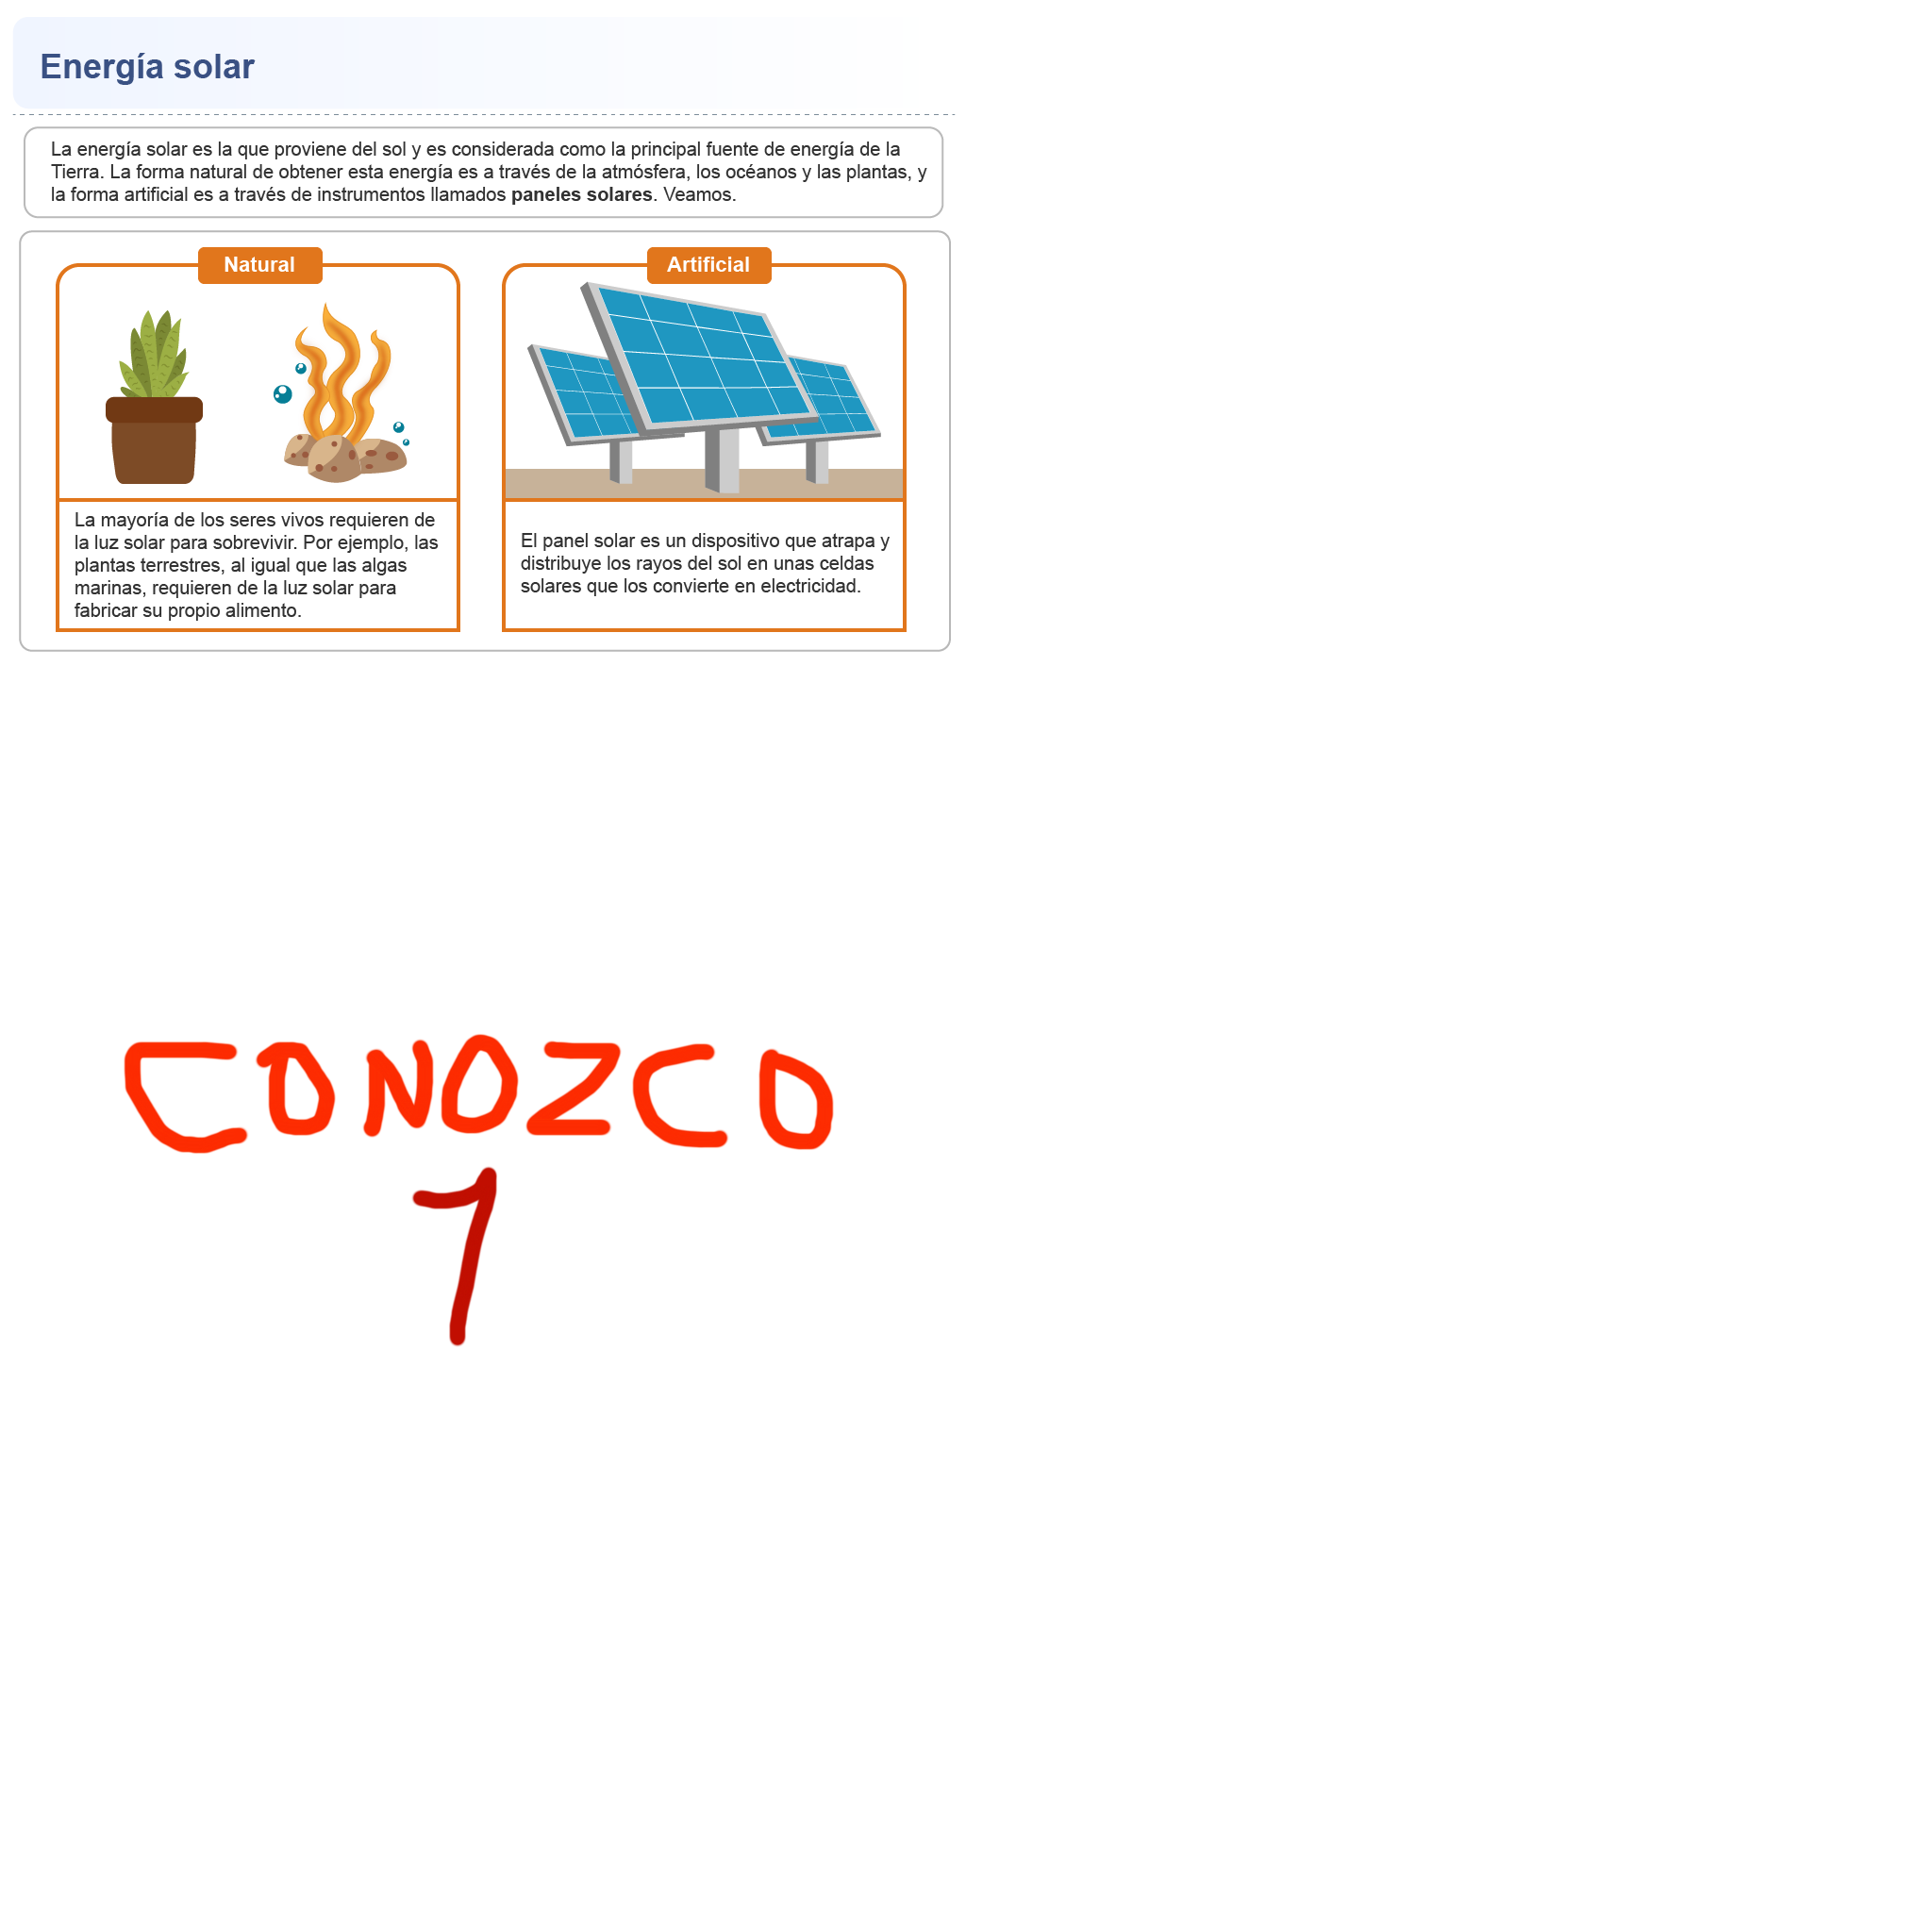 Energía solar
La energía solar es la que proviene del sol y es considerada como la principal fuente de energía de la
Tierra. La forma natural de obtener esta energía es a través de la atmósfera, los océanos y las plantas, y
la forma artificial es a través de instrumentos llamados paneles solares. Veamos.
Natural
La mayoría de los seres vivos requieren de
la luz solar para sobrevivir. Por ejemplo, las
plantas terrestres, al igual que las algas
marinas, requieren de la luz solar para
fabricar su propio alimento.
Artificial
El panel solar es un dispositivo que atrapa y
distribuye los rayos del sol en unas celdas
solares que los convierte en electricidad.
CONOZCO
1